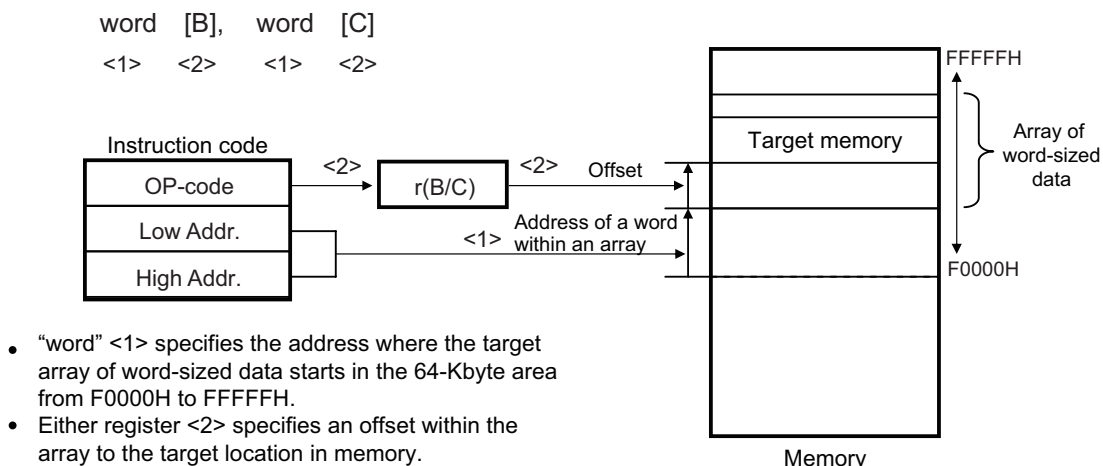 word [B], word [C]
<1> <2> <1> <2>
Instruction code
OP-code
Low Addr.
High Addr.
<2>
r(B/C)
<2>
Offset
<1>
Address of a word
within an array
Target memory
FFFFFH
Array of
word-sized
data
F0000H
Memory
• “word” <1> specifies the address where the target
array of word-sized data starts in the 64-Kbyte area
from F0000H to FFFFFH.
• Either register <2> specifies an offset within the
array to the target location in memory.